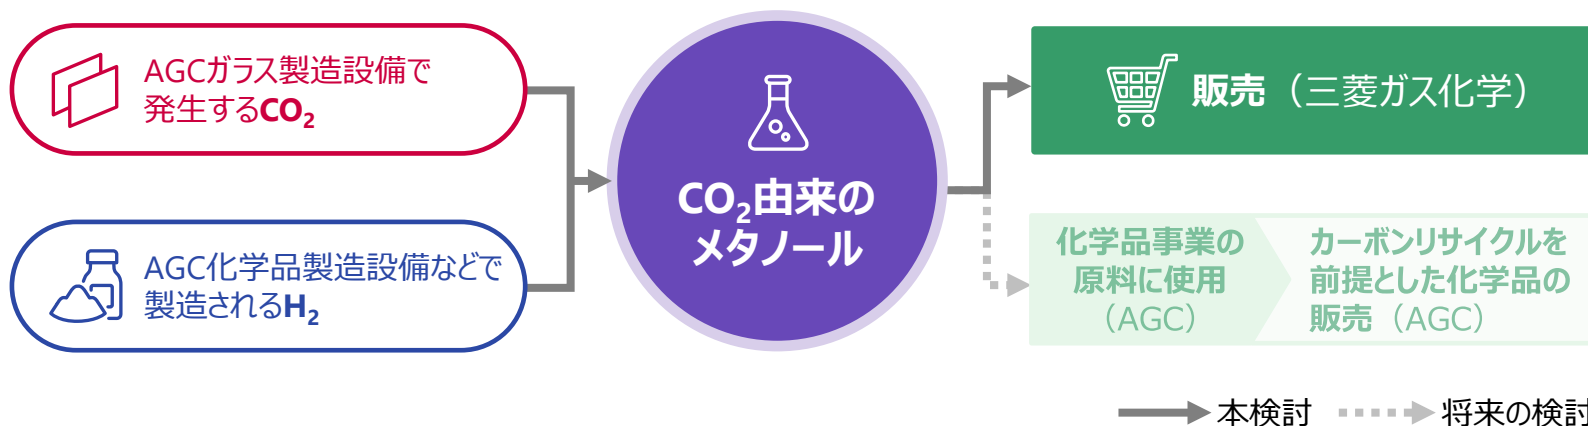 AGCガラス製造設備で
発生するCO₂
AGC化学品製造設備などで
製造されるH₂
CO₂由来の
メタノール
販売（三菱ガス化学）
化学品事業の
原料に使用
（AGC）
カーボンリサイクルを
前提とした化学品の
販売（AGC）
本検討
将来の検討